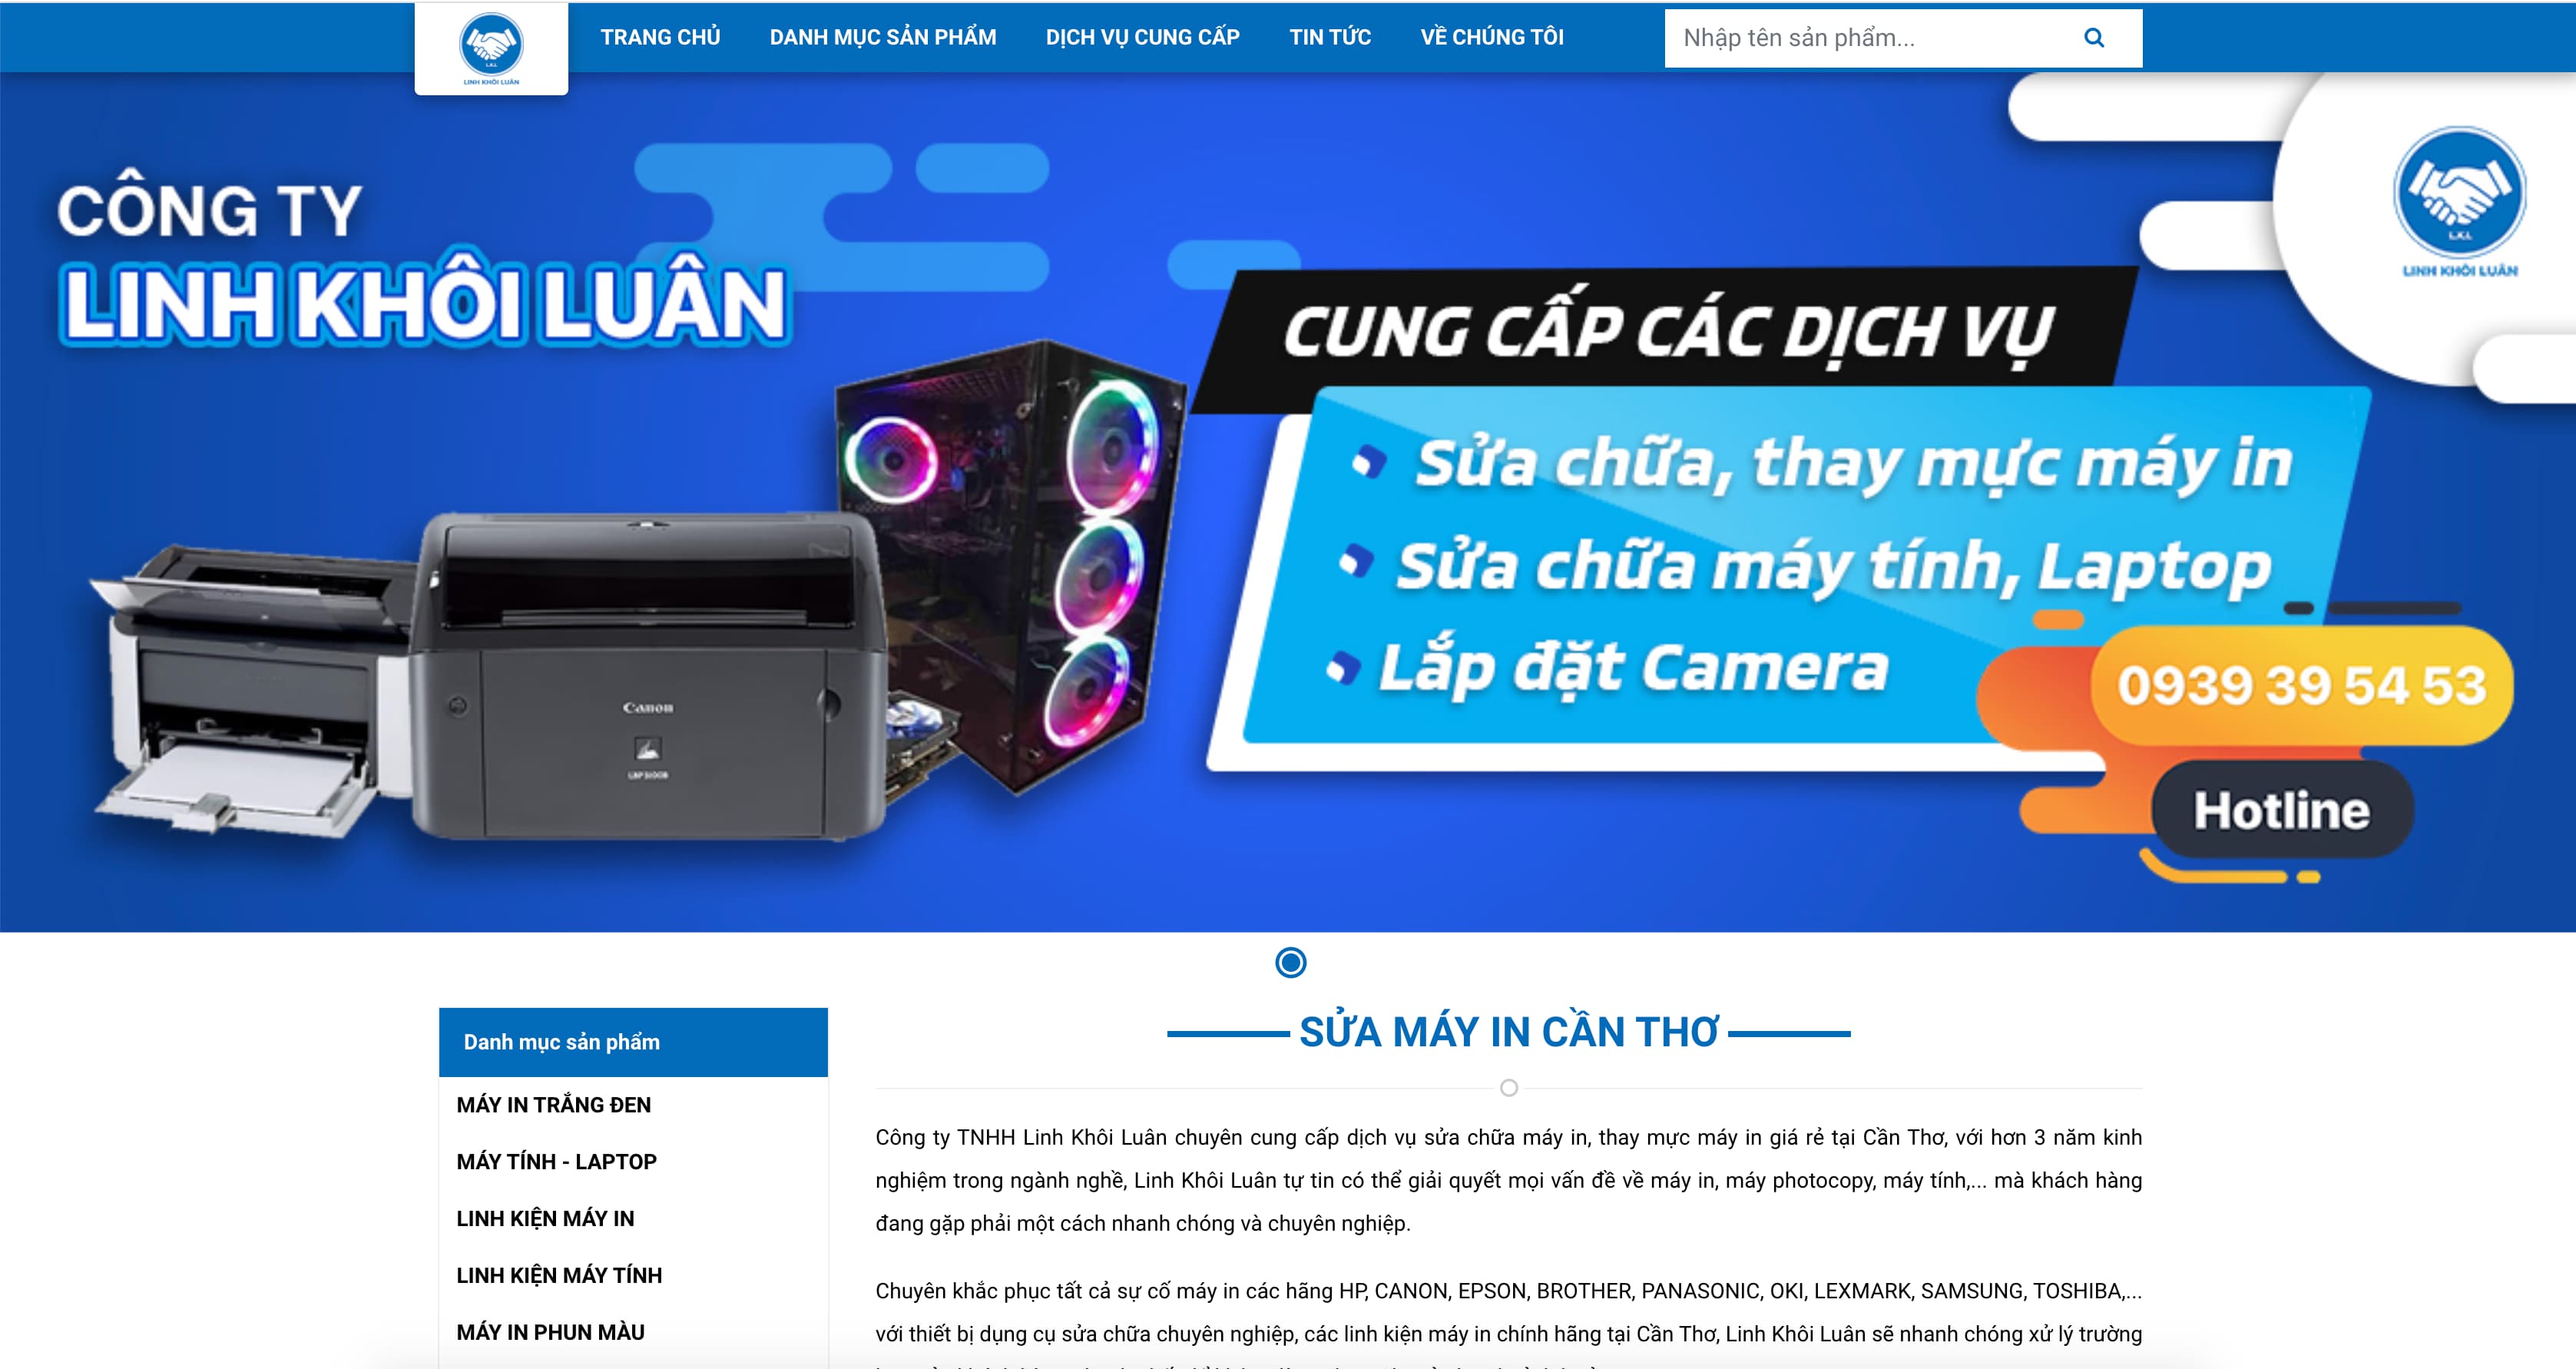 L.K.L
LINH KHÔI LUÂN
TRANG CHỦ
DANH MỤC SẢN PHẨM
DỊCH VỤ CUNG CẤP
TIN TỨC
VỀ CHÚNG TÔI
Nhập tên sản phẩm...
CÔNG TY
LINH KHÔI LUÂN
L.K.L
LINH KHÔI LUÂN
CUNG CẤP CÁC DỊCH VỤ
Sửa chữa, thay mực máy in
Sửa chữa máy tính, Laptop
Lắp đặt Camera
0939 39 54 53
Hotline
Canon
Danh mục sản phẩm
MÁY IN TRẮNG ĐEN
MÁY TÍNH - LAPTOP
LINH KIỆN MÁY IN
LINH KIỆN MÁY TÍNH
MÁY IN PHUN MÀU
SỬA MÁY IN CẦN THƠ
Công ty TNHH Linh Khôi Luân chuyên cung cấp dịch vụ sửa chữa máy in, thay mực máy in giá rẻ tại Cần Thơ, với hơn 3 năm kinh
nghiệm trong ngành nghề, Linh Khôi Luân tự tin có thể giải quyết mọi vấn đề về máy in, máy photocopy, máy tính,... mà khách hàng
đang gặp phải một cách nhanh chóng và chuyên nghiệp.
Chuyên khắc phục tất cả sự cố máy in các hãng HP, CANON, EPSON, BROTHER, PANASONIC, OKI, LEXMARK, SAMSUNG, TOSHIBA,...
với thiết bị dụng cụ sửa chữa chuyên nghiệp, các linh kiện máy in chính hãng tại Cần Thơ, Linh Khôi Luân sẽ nhanh chóng xử lý trường